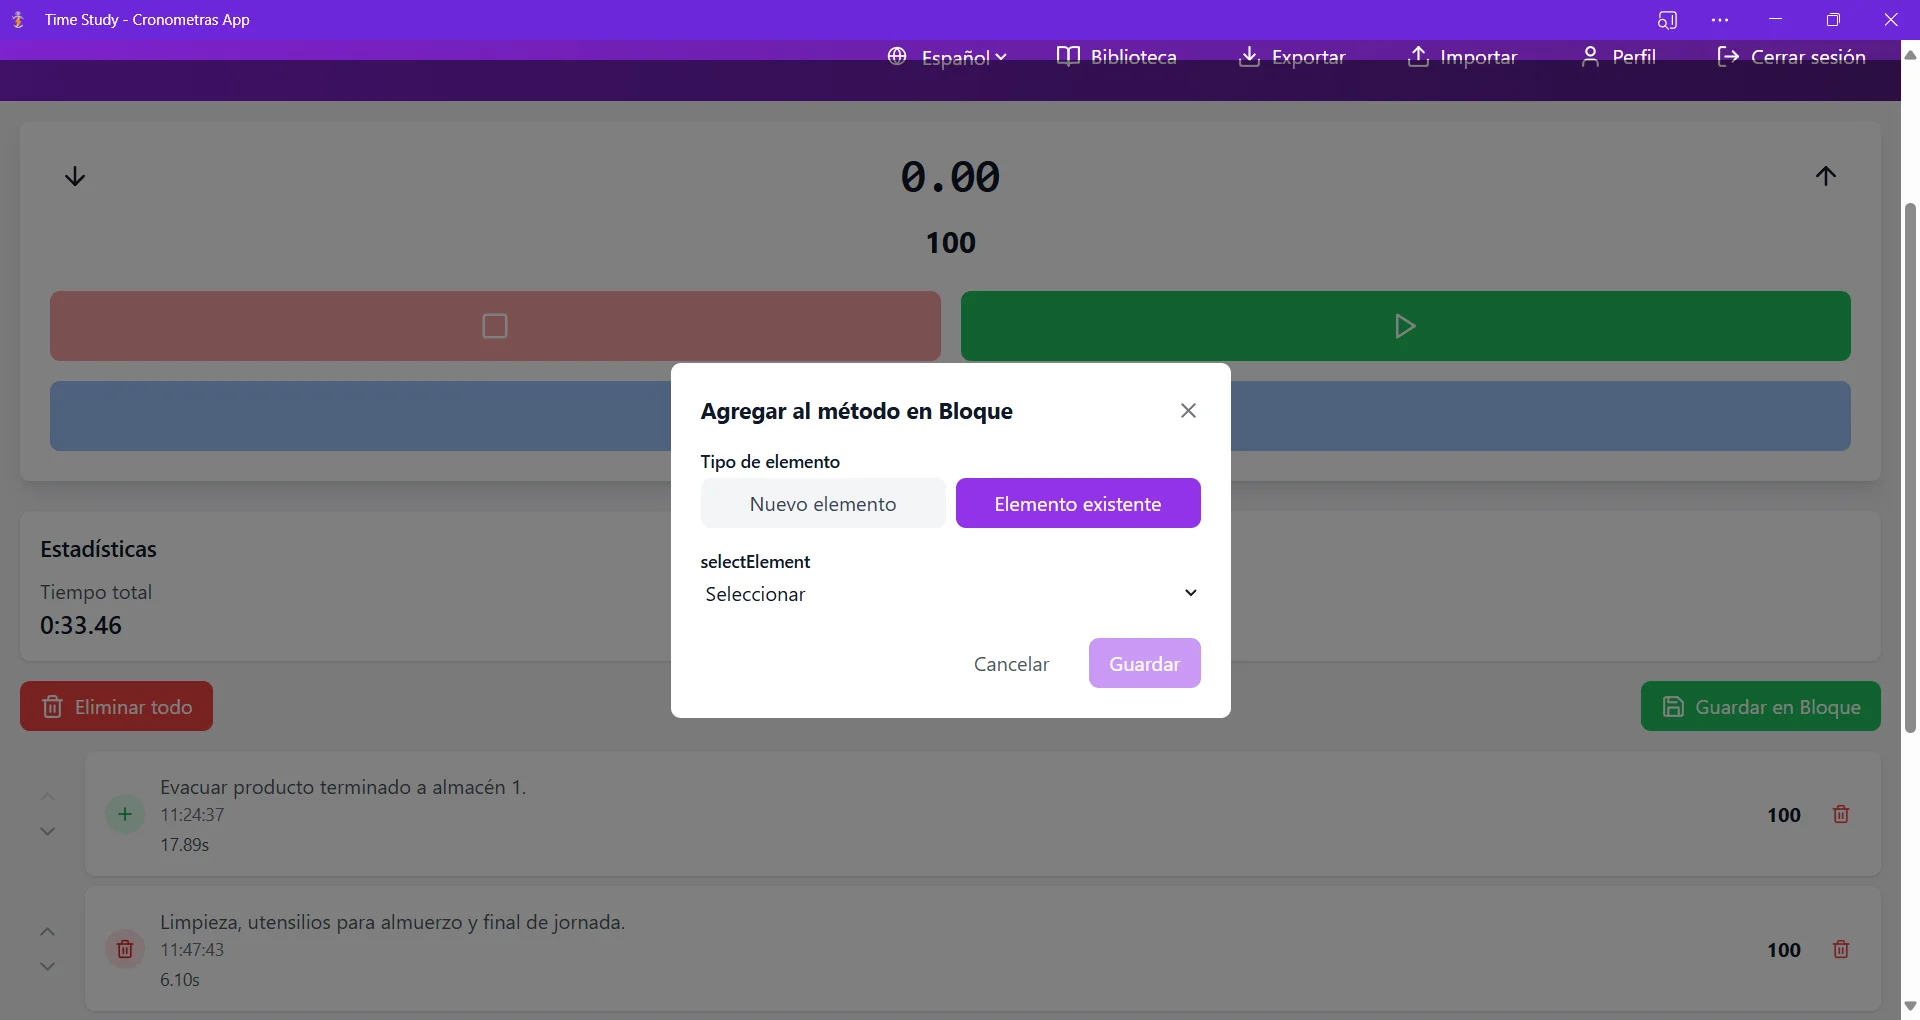 Time Study - Cronometras App
Español
Biblioteca
Exportar
Importar
Perfil
Cerrar sesión
0.00
100
Agregar al método en Bloque
Tipo de elemento
Nuevo elemento
Elemento existente
selectElement
Seleccionar
Cancelar
Guardar
Estadísticas
Tiempo total
0:33.46
Eliminar todo
Guardar en Bloque
Evacuar producto terminado a almacén 1.
11:24:37
17.89s
100
Limpieza, utensilios para almuerzo y final de jornada.
11:47:43
6.10s
100